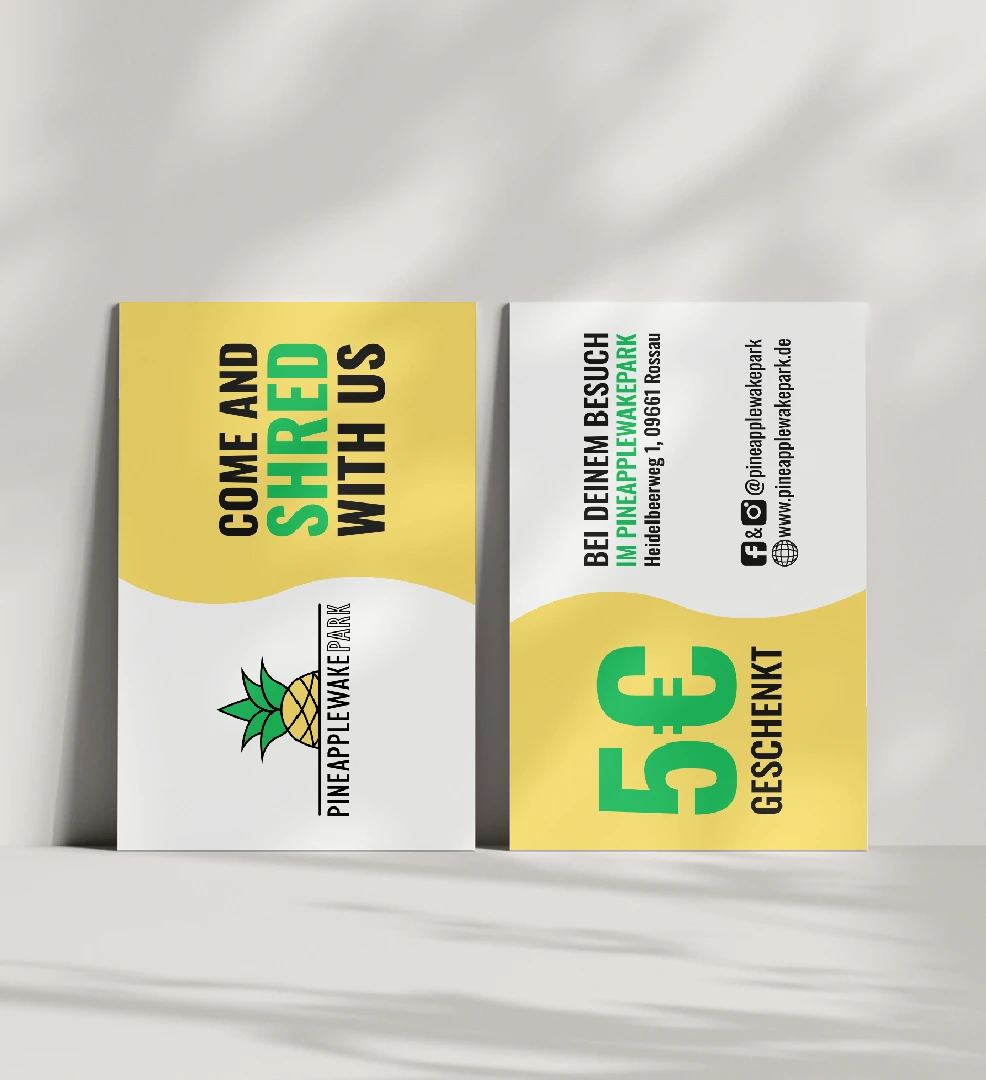 PINEAPPLEWAKEPARK
COME AND
SHRED
WITH US
5€
GESCHENKT
BEI DEINEM BESUCH
IM PINEAPPLEWAKEPARK
Heidelbeerweg 1, 09661 Rossau
& @pineapplewakepark
www.pineapplewakepark.de